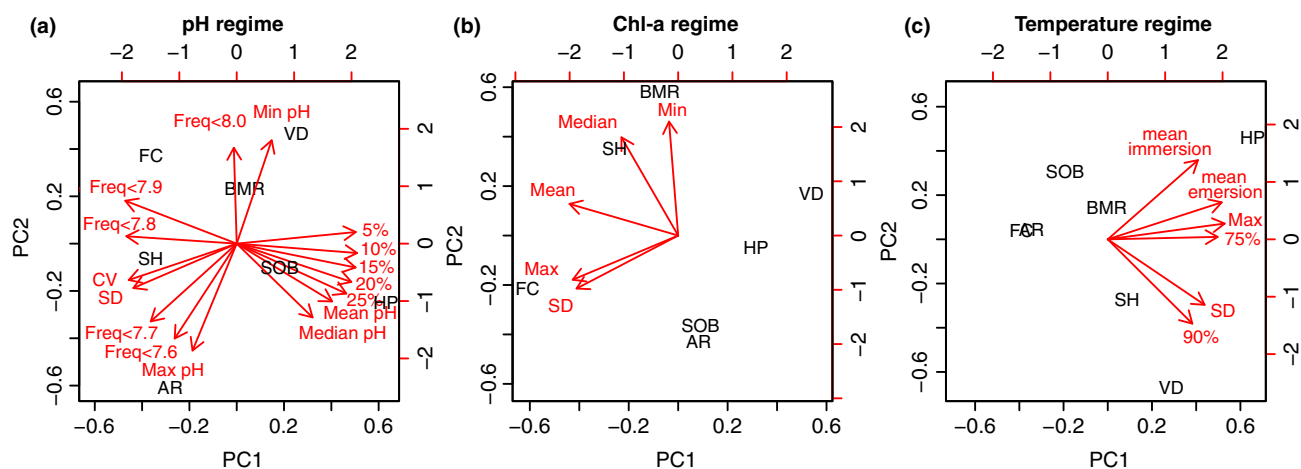 (a)
pH regime
−2 −1 0 1 2
0.6
0.2
−0.2
−0.6
PC2
Freq<8.0
Min pH
VD
FC
BMR
Freq<7.9
Freq<7.8
SH
CV
SD
Freq<7.7
Freq<7.6
Max pH
AR
SOB
5%
10%
15%
20%
25%
HP
Mean pH
Median pH
2
1
0
−1
−2
−0.6 −0.2 0.2 0.6
PC1
(b)
Chl-a regime
−2 −1 0 1 2
0.6
0.2
−0.2
−0.6
PC2
BMR
Min
Median
SH
Mean
VD
HP
Max
FC
SD
SOB
AR
2
1
0
−1
−2
−0.6 −0.2 0.2 0.6
PC1
(c)
Temperature regime
−2 −1 0 1 2
0.6
0.2
−0.2
−0.6
PC2
mean
immersion
HP
SOB
mean
emersion
BMR
FC
AR
Max
75%
SH
SD
90%
VD
2
1
0
−1
−2
−0.6 −0.2 0.2 0.6
PC1